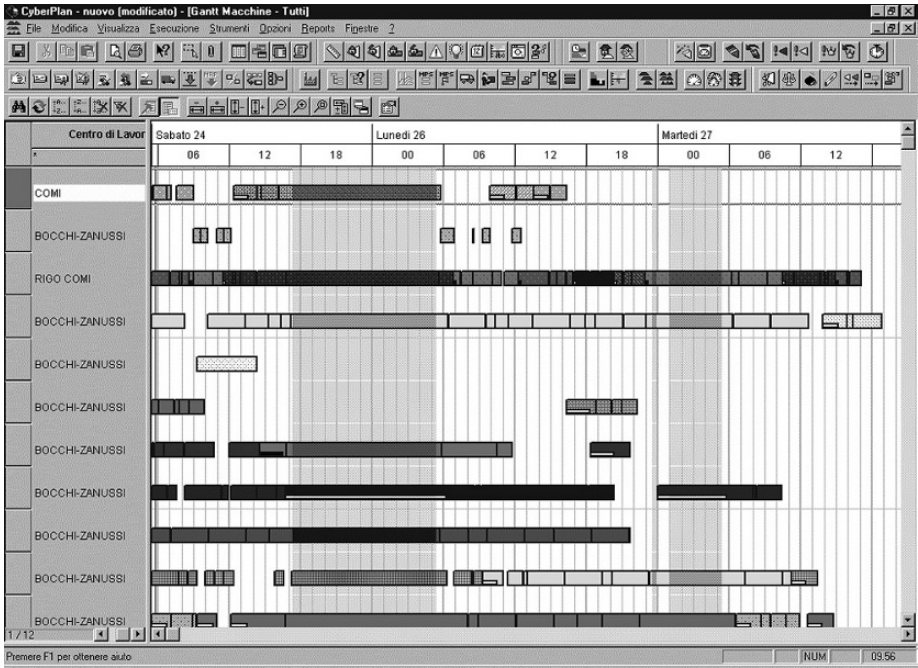 CyberPlan - nuovo (modificato) - [Gantt Macchine - Tutti]
File Modifica Visualizza Esecuzione Strumenti Opzioni Reports Finestre ?
Centro di Lavor
Sabato 24 Lunedi 26 Martedi 27
* 06 12 18 00 06 12 18 00 06 12
COMI
BOCCHI-ZANUSSI
RIGO COMI
BOCCHI-ZANUSSI
BOCCHI-ZANUSSI
BOCCHI-ZANUSSI
BOCCHI-ZANUSSI
BOCCHI-ZANUSSI
BOCCHI-ZANUSSI
BOCCHI-ZANUSSI
BOCCHI-ZANUSSI
1/12
Premere F1 per ottenere aiuto NUM 09.56